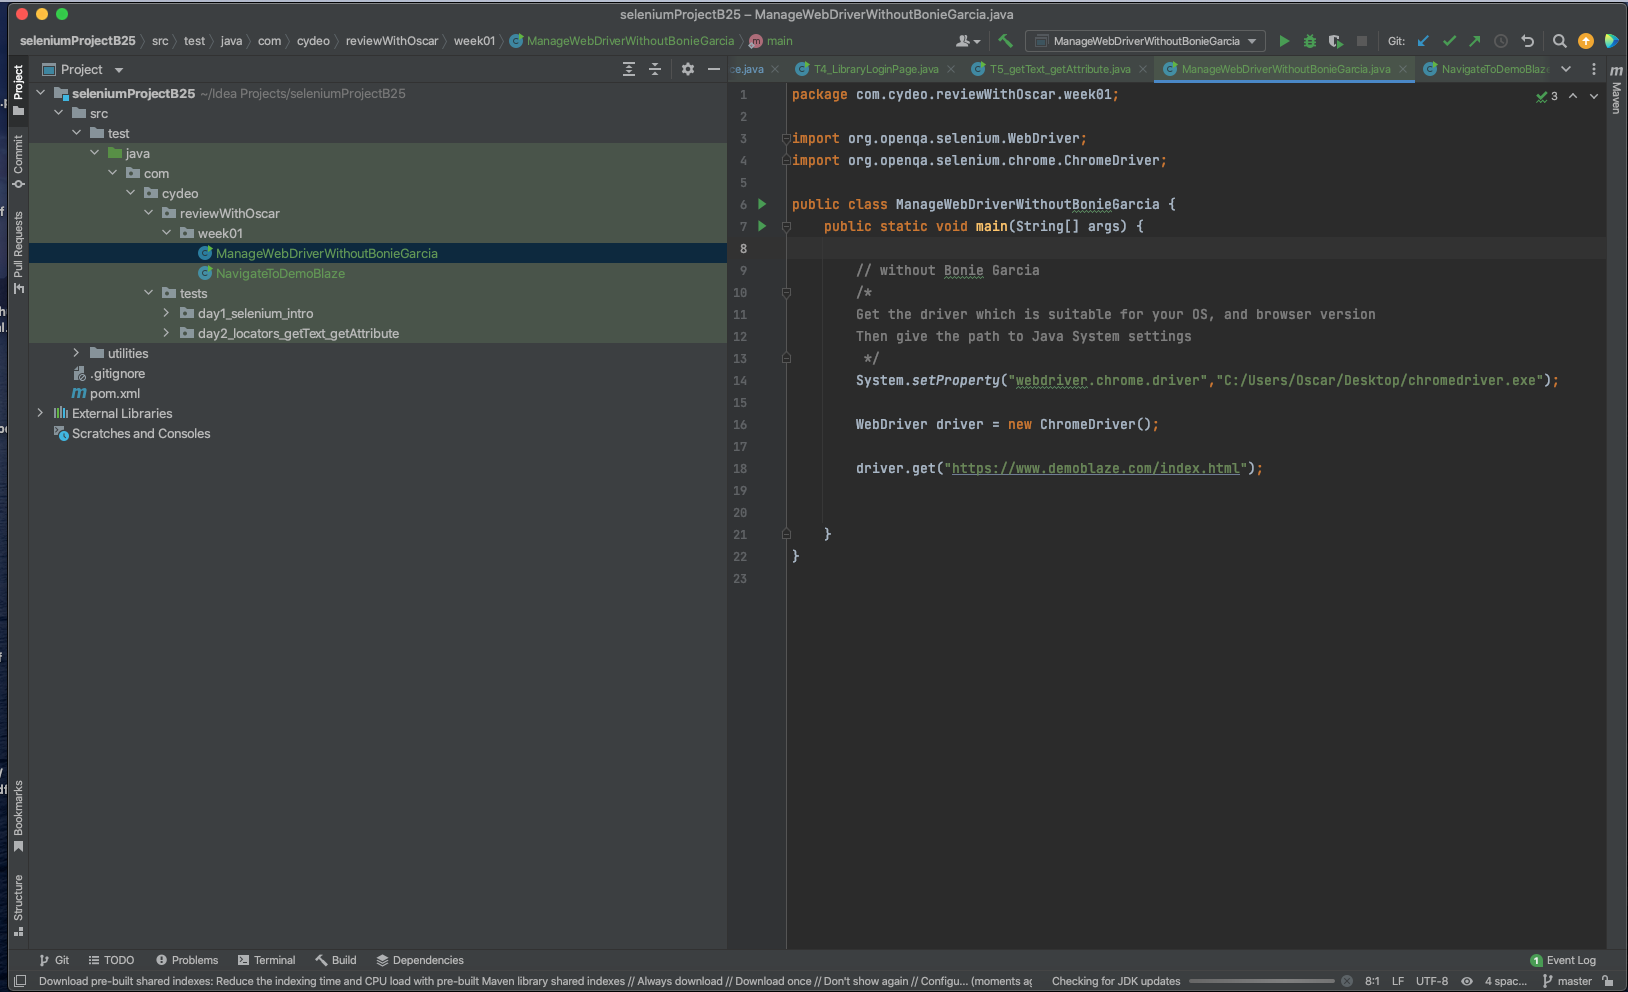 seleniumProjectB25 – ManageWebDriverWithoutBonieGarcia.java
seleniumProjectB25 src test java com cydeo reviewWithOscar week01 ManageWebDriverWithoutBonieGarcia main
ManageWebDriverWithoutBonieGarcia Git:
Project
ce.java T4_LibraryLoginPage.java T5_getText_getAttribute.java ManageWebDriverWithoutBonieGarcia.java NavigateToDemoBlaze
Project
Commit
Pull Requests
Bookmarks
Structure
seleniumProjectB25 ~/Idea Projects/seleniumProjectB25
src
test
java
com
cydeo
reviewWithOscar
week01
ManageWebDriverWithoutBonieGarcia
NavigateToDemoBlaze
tests
day1_selenium_intro
day2_locators_getText_getAttribute
utilities
.gitignore
pom.xml
External Libraries
Scratches and Consoles
1 package com.cydeo.reviewWithOscar.week01;
2
3 import org.openqa.selenium.WebDriver;
4 import org.openqa.selenium.chrome.ChromeDriver;
5
6 public class ManageWebDriverWithoutBonieGarcia {
7 public static void main(String[] args) {
8
9 // without Bonie Garcia
10 /*
11 Get the driver which is suitable for your OS, and browser version
12 Then give the path to Java System settings
13 */
14 System.setProperty("webdriver.chrome.driver","C:/Users/Oscar/Desktop/chromedriver.exe");
15
16 WebDriver driver = new ChromeDriver();
17
18 driver.get("https://www.demoblaze.com/index.html");
19
20
21 }
22 }
23
3
Maven
Git TODO Problems Terminal Build Dependencies
1 Event Log
Download pre-built shared indexes: Reduce the indexing time and CPU load with pre-built Maven library shared indexes // Always download // Download once // Don't show again // Configu... (moments ag
Checking for JDK updates 8:1 LF UTF-8 4 spac... master